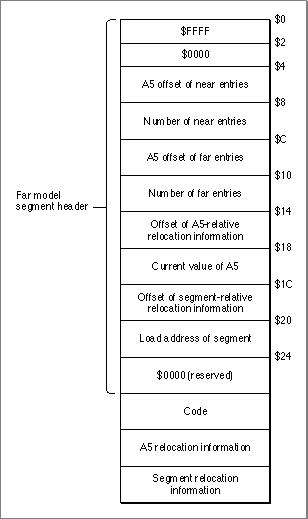 $0
$FFFF
$2
$0000
$4
A5 offset of near entries
$8
Number of near entries
$C
A5 offset of far entries
$10
Number of far entries
$14
Far model
segment header
Offset of A5-relative
relocation information
$18
Current value of A5
$1C
Offset of segment-relative
relocation information
$20
Load address of segment
$24
$0000 (reserved)
Code
A5 relocation information
Segment relocation
information